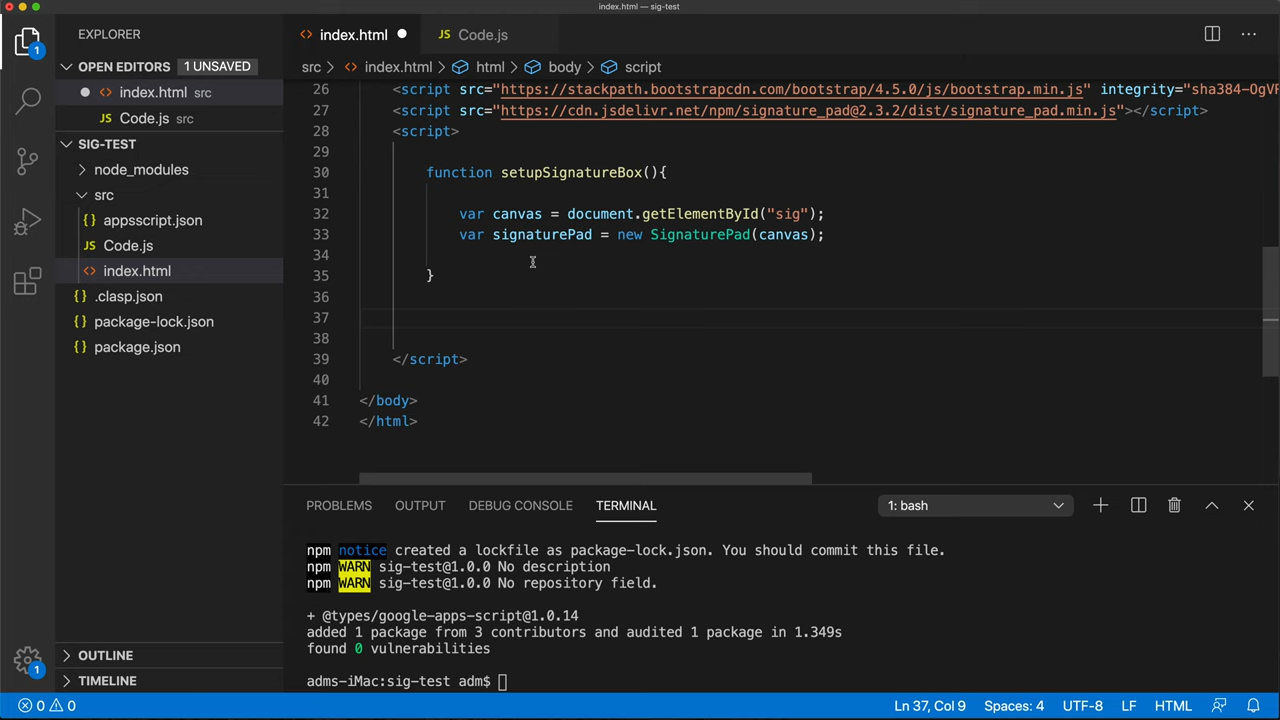 index.html — sig-test
EXPLORER
index.html
Code.js
OPEN EDITORS 1 UNSAVED
index.html src
Code.js src
SIG-TEST
node_modules
src
appsscript.json
Code.js
index.html
.clasp.json
package-lock.json
package.json
OUTLINE
TIMELINE
1
1
src > index.html > html > body > script
26 <script src="https://stackpath.bootstrapcdn.com/bootstrap/4.5.0/js/bootstrap.min.js" integrity="sha384-OgVR
27 <script src="https://cdn.jsdelivr.net/npm/signature_pad@2.3.2/dist/signature_pad.min.js"></script>
28 <script>
29
30 function setupSignatureBox(){
31
32 var canvas = document.getElementById("sig");
33 var signaturePad = new SignaturePad(canvas);
34
35 }
36
37
38
39 </script>
40
41 </body>
42 </html>
PROBLEMS OUTPUT DEBUG CONSOLE TERMINAL 1: bash
npm notice created a lockfile as package-lock.json. You should commit this file.
npm WARN sig-test@1.0.0 No description
npm WARN sig-test@1.0.0 No repository field.
+ @types/google-apps-script@1.0.14
added 1 package from 3 contributors and audited 1 package in 1.349s
found 0 vulnerabilities
adms-iMac:sig-test adm$
0 0 Ln 37, Col 9 Spaces: 4 UTF-8 LF HTML